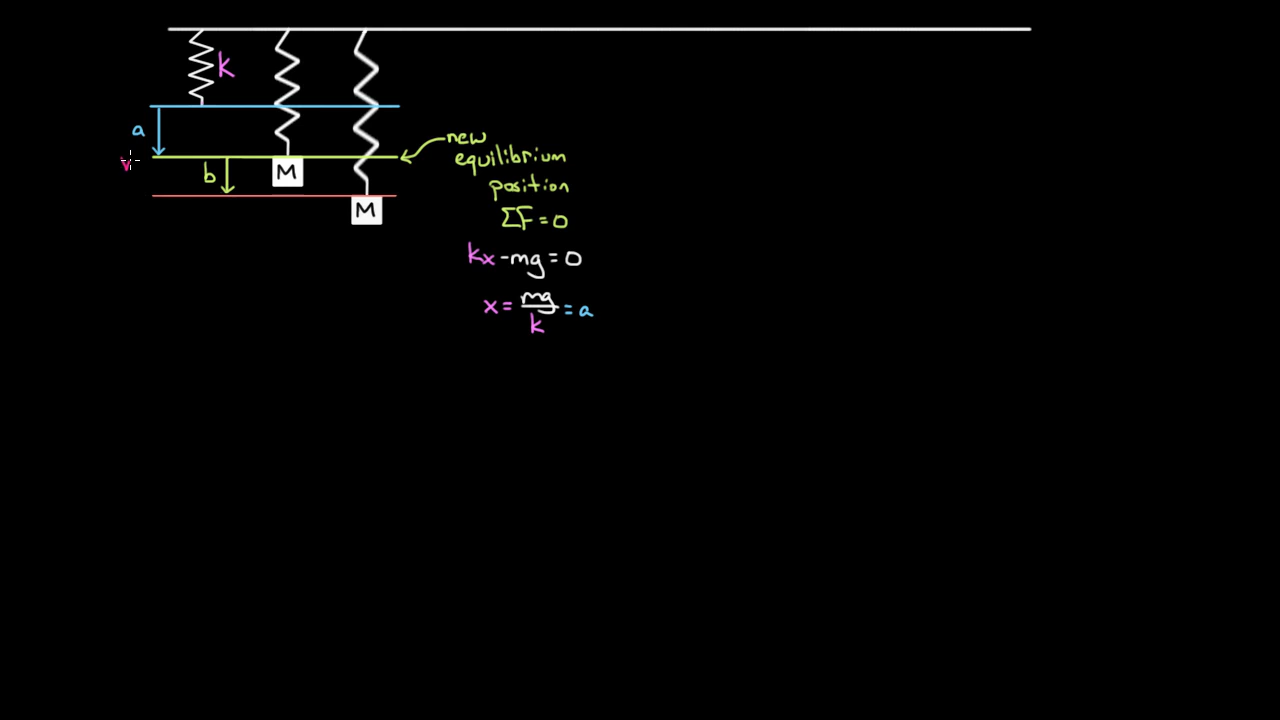 k
a
b
M
M
new
equilibrium
position
ΣF = 0
kx - mg = 0
x = mg/k = a